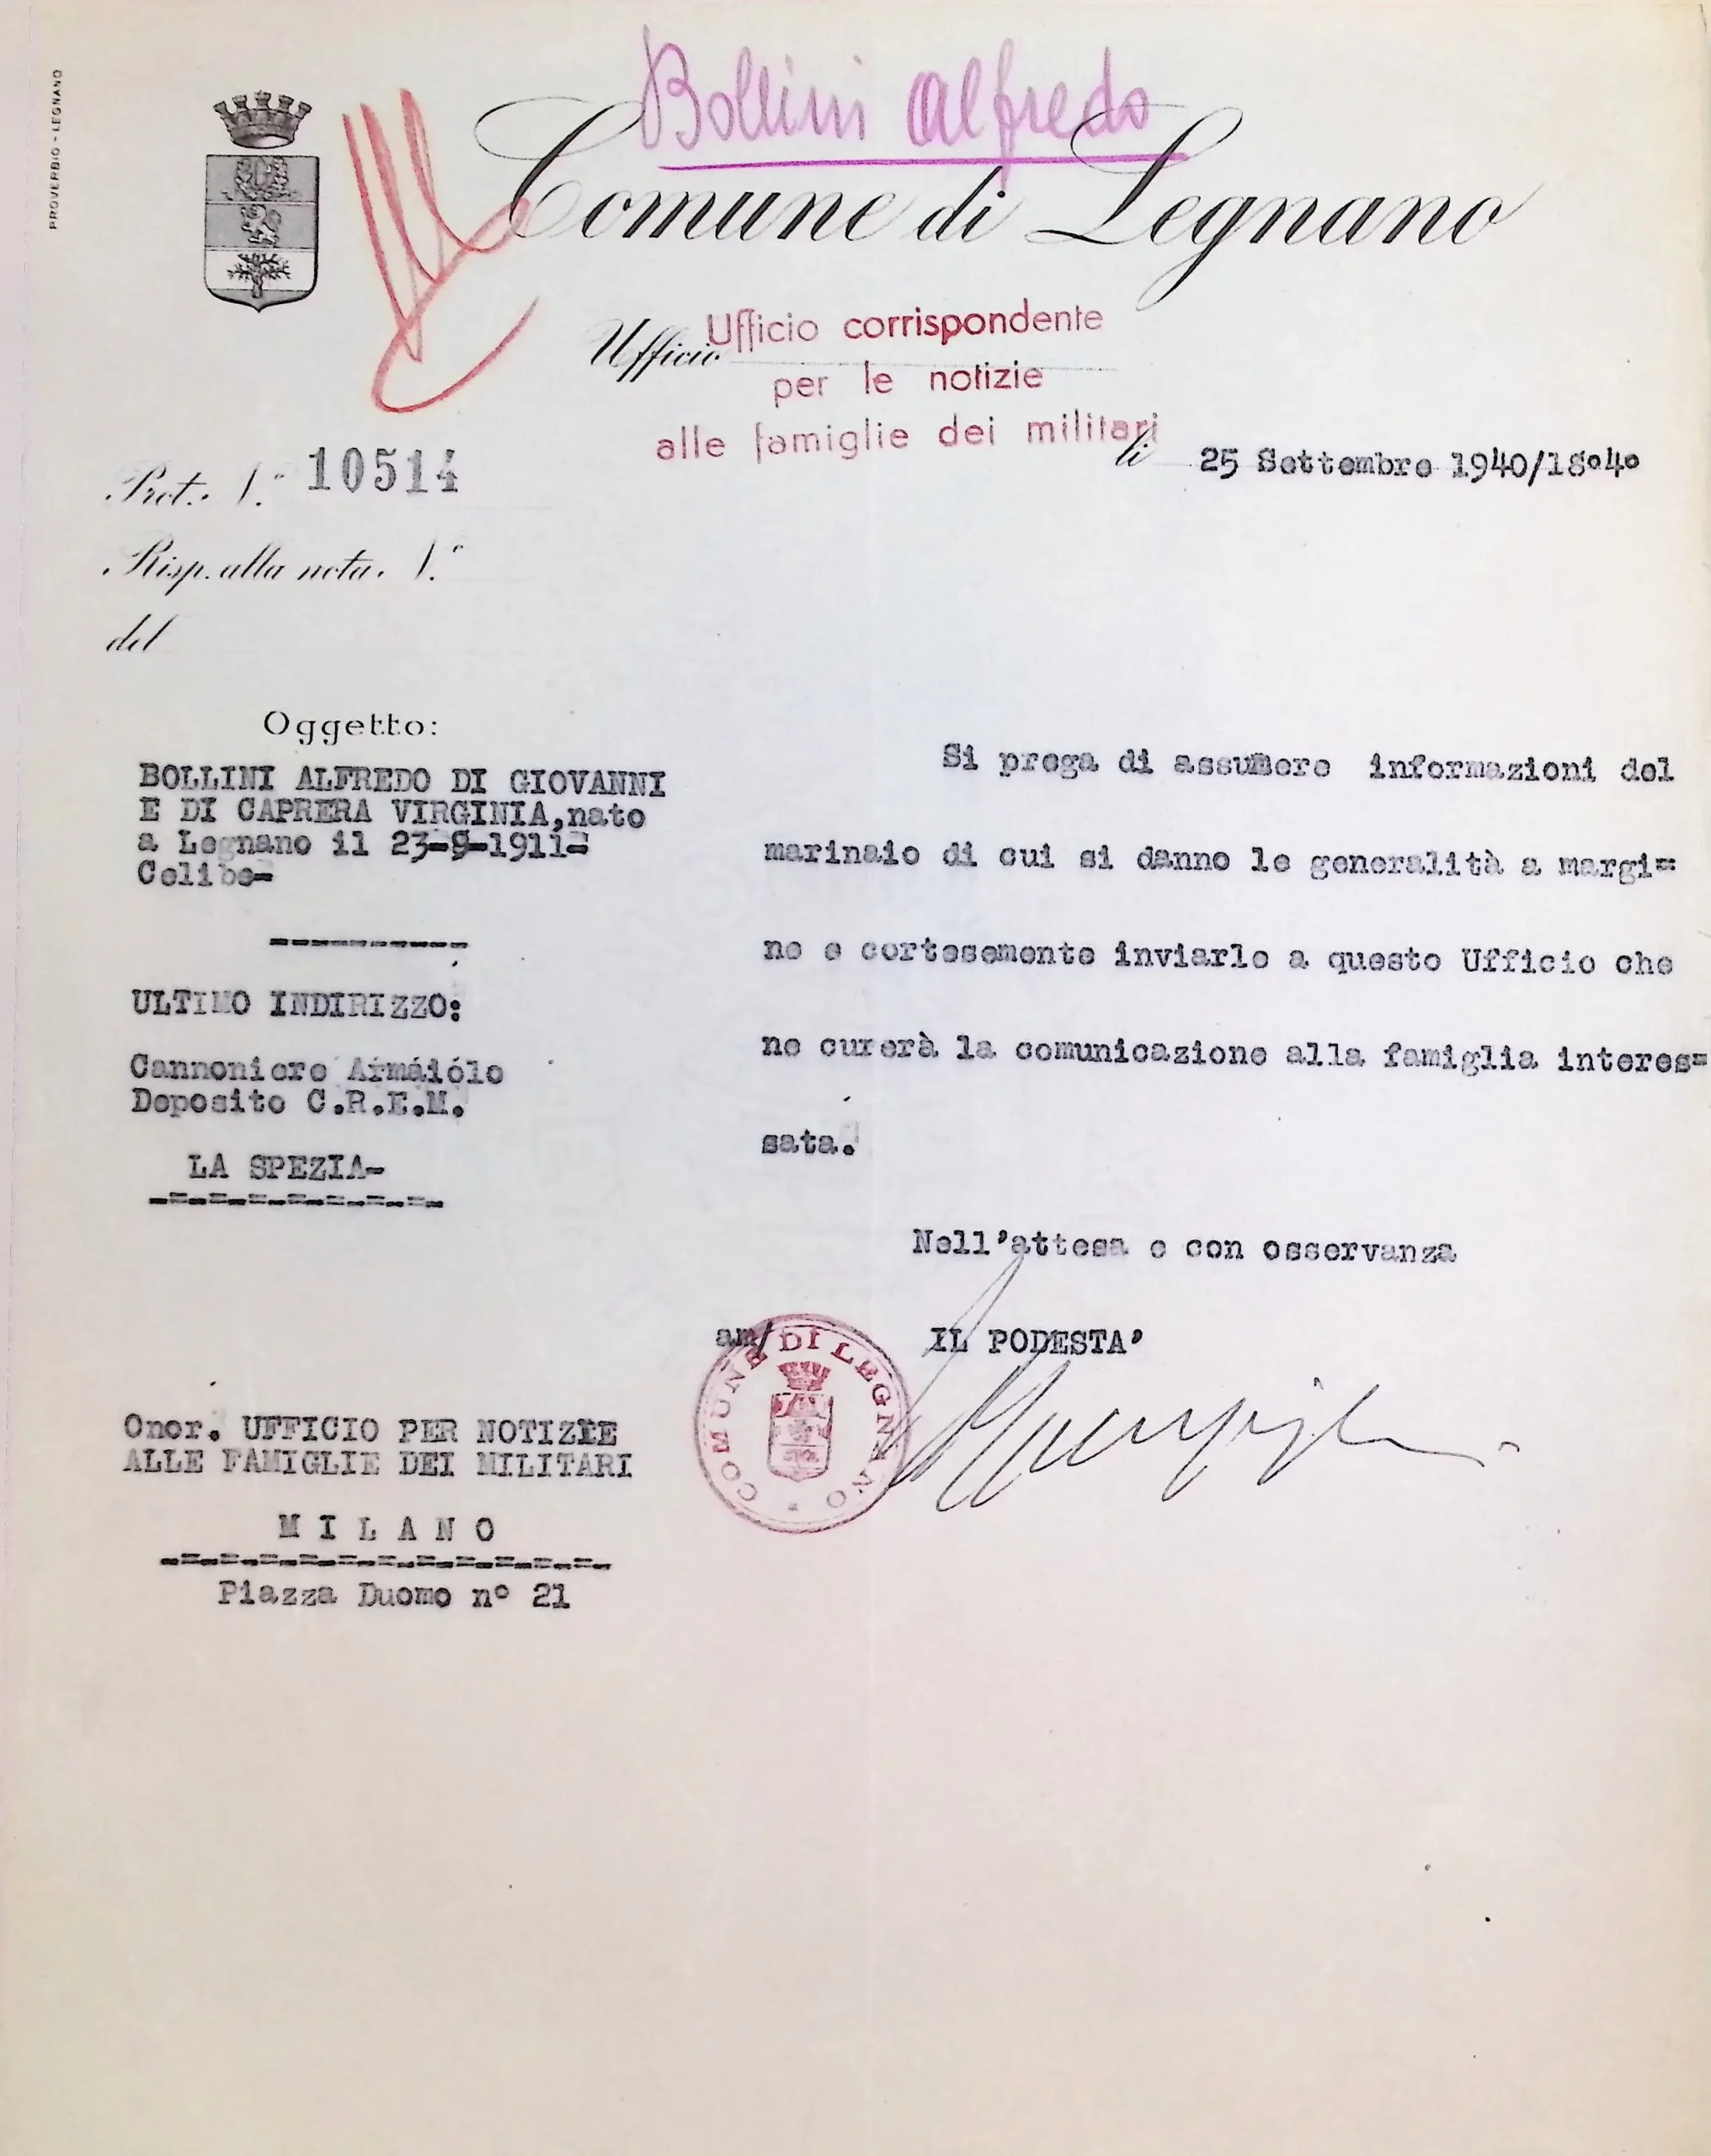 PROVERBIO - LEGNANO
Bollini Alfredo
Comune di Legnano
Ufficio
Ufficio corrispondente
per le notizie
alle famiglie dei militari
li 25 Settembre 1940/18°4°
Prot. N.° 10514
Risp. alla nota N.°
del
Oggetto:
BOLLINI ALFREDO DI GIOVANNI
E DI CAPRERA VIRGINIA,nato
a Legnano il 23-9-1911-
Celibe-
ULTIMO INDIRIZZO:
Cannoniere Armáiólo
Deposito C.R.E.M.
LA SPEZIA-
Si prega di assumere informazioni del
marinaio di cui si danno le generalità a margi=
ne e cortesemente inviarle a questo Ufficio che
ne curerà la comunicazione alla famiglia interes=
sata.
Nell'attesa e con osservanza
am/
IL PODESTA'
COMUNE DI LEGNANO
Onor. UFFICIO PER NOTIZIE
ALLE FAMIGLIE DEI MILITARI
M I L A N O
Piazza Duomo n° 21